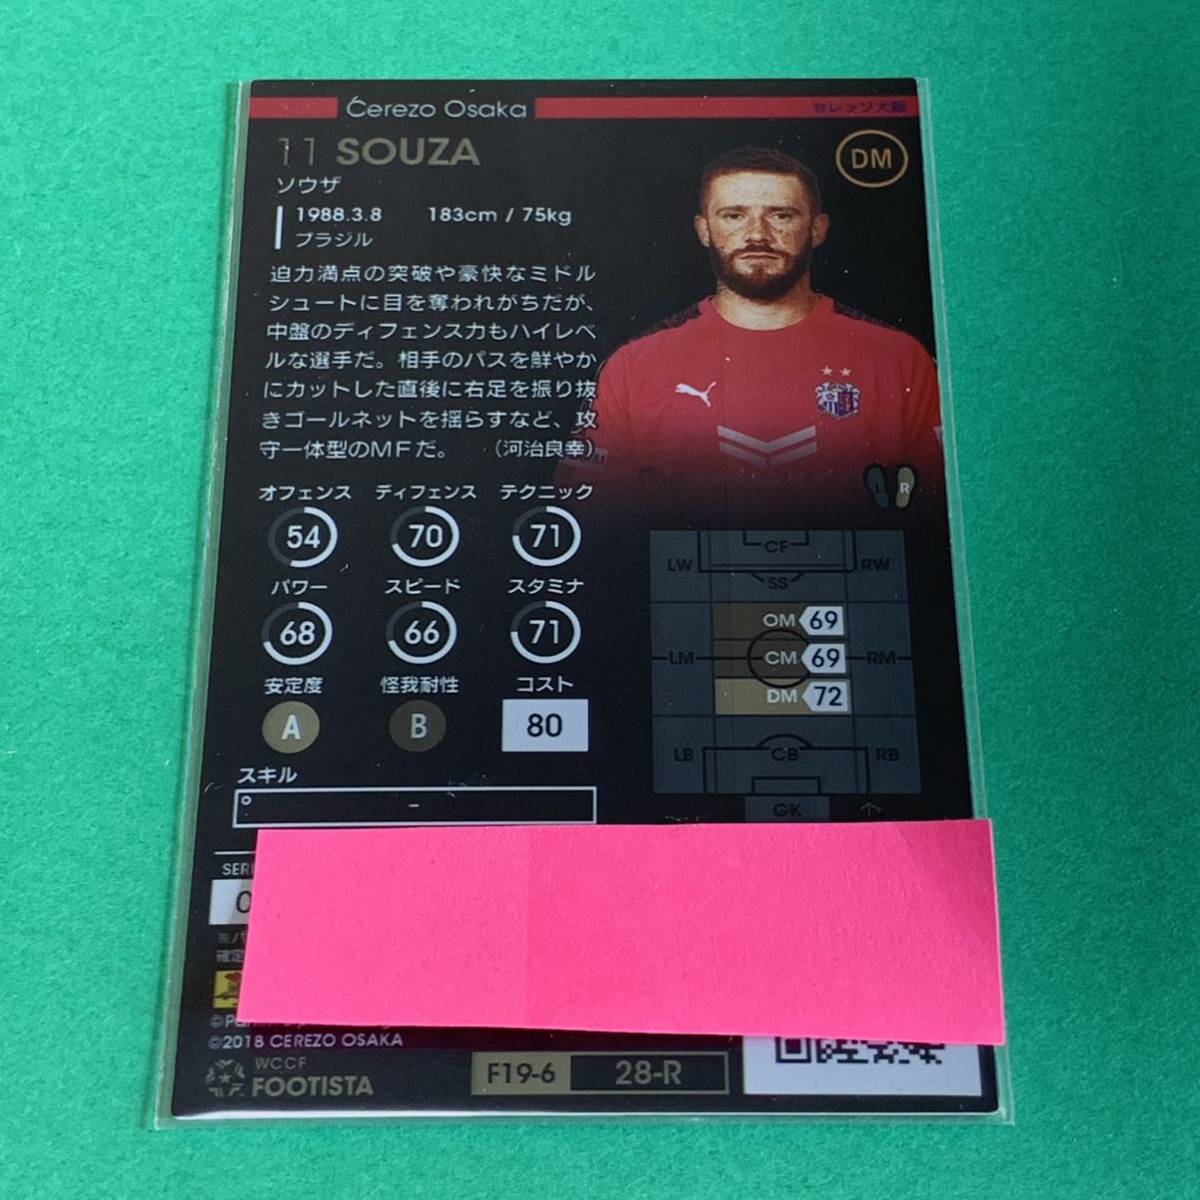 Cerezo Osaka
セレッソ大阪
11 SOUZA
DM
ソウザ
1988.3.8 183cm / 75kg
ブラジル
迫力満点の突破や豪快なミドル
シュートに目を奪われがちだが、
中盤のディフェンス力もハイレベ
ルな選手だ。相手のパスを鮮やか
にカットした直後に右足を振り抜
きゴールネットを揺らすなど、攻
守一体型のMFだ。 (河治良幸)
L R
オフェンス ディフェンス テクニック
54 70 71
パワー スピード スタミナ
68 66 71
安定度 怪我耐性 コスト
A B 80
スキル
-
CF
LW RW
SS
OM 69
LM CM 69 RM
DM 72
LB CB RB
GK
SERI
確定
©2018 CEREZO OSAKA
WCCF
FOOTISTA
F19-6 28-R